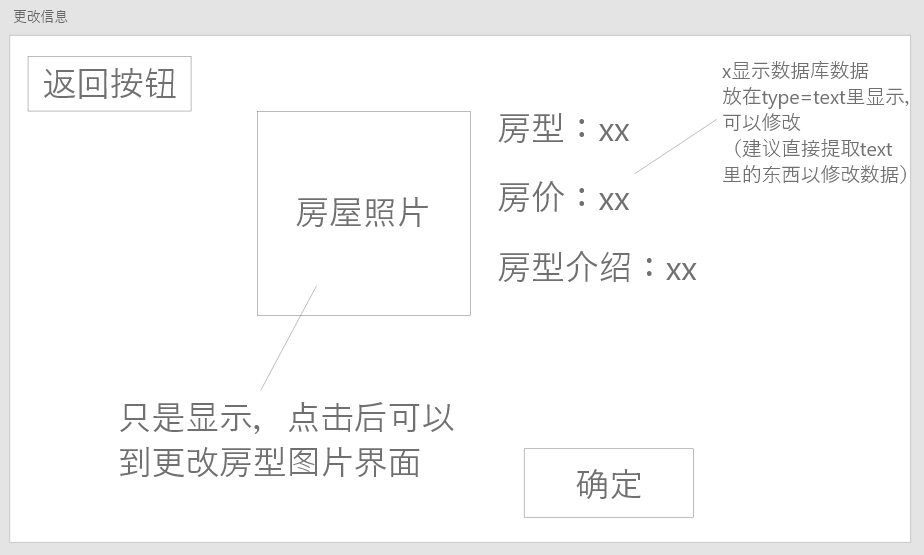 更改信息
返回按钮
房屋照片
房型：xx
房价：xx
房型介绍：xx
x显示数据库数据
放在type=text里显示,
可以修改
（建议直接提取text
里的东西以修改数据）
只是显示, 点击后可以
到更改房型图片界面
确定